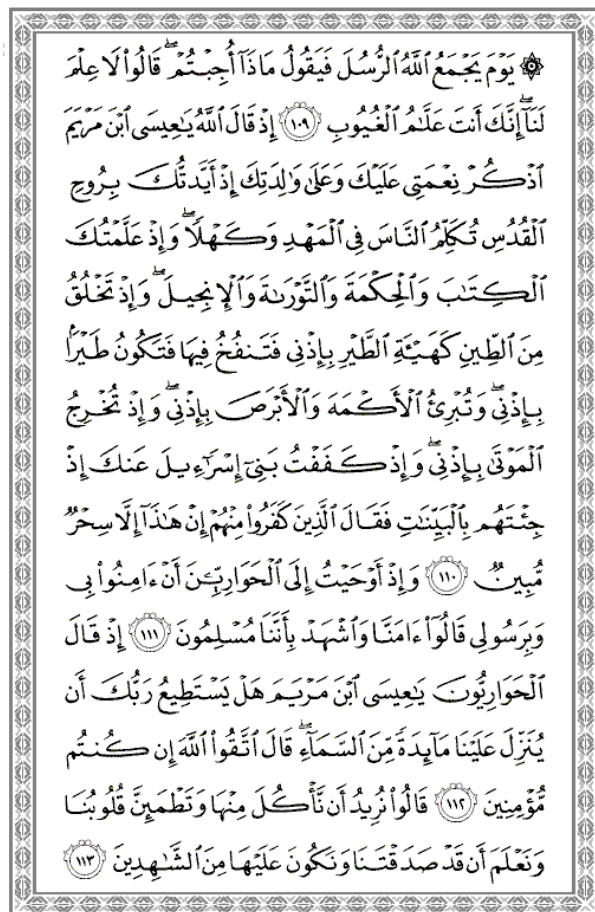 ۞ يَوْمَ يَجْمَعُ ٱللَّهُ ٱلرُّسُلَ فَيَقُولُ مَاذَآ أُجِبْتُمْ ۖ قَالُوا۟ لَا عِلْمَ
لَنَآ ۖ إِنَّكَ أَنتَ عَلَّٰمُ ٱلْغُيُوبِ ١٠٩ إِذْ قَالَ ٱللَّهُ يَٰعِيسَى ٱبْنَ مَرْيَمَ
ٱذْكُرْ نِعْمَتِى عَلَيْكَ وَعَلَىٰ وَٰلِدَتِكَ إِذْ أَيَّدتُّكَ بِرُوحِ
ٱلْقُدُسِ تُكَلِّمُ ٱلنَّاسَ فِى ٱلْمَهْدِ وَكَهْلًا ۖ وَإِذْ عَلَّمْتُكَ
ٱلْكِتَٰبَ وَٱلْحِكْمَةَ وَٱلتَّوْرَىٰةَ وَٱلْإِنجِيلَ ۖ وَإِذْ تَخْلُقُ
مِنَ ٱلطِّينِ كَهَيْـَٔةِ ٱلطَّيْرِ بِإِذْنِى فَتَنفُخُ فِيهَا فَتَكُونُ طَيْرًۢا
بِإِذْنِى ۖ وَتُبْرِئُ ٱلْأَكْمَهَ وَٱلْأَبْرَصَ بِإِذْنِى ۖ وَإِذْ تُخْرِجُ
ٱلْمَوْتَىٰ بِإِذْنِى ۖ وَإِذْ كَفَفْتُ بَنِىٓ إِسْرَٰٓءِيلَ عَنكَ إِذْ
جِئْتَهُم بِٱلْبَيِّنَٰتِ فَقَالَ ٱلَّذِينَ كَفَرُوا۟ مِنْهُمْ إِنْ هَٰذَآ إِلَّا سِحْرٌ
مُّبِينٌ ١١٠ وَإِذْ أَوْحَيْتُ إِلَى ٱلْحَوَارِيِّـۧنَ أَنْ ءَامِنُوا۟ بِى
وَبِرَسُولِى قَالُوٓا۟ ءَامَنَّا وَٱشْهَدْ بِأَنَّنَا مُسْلِمُونَ ١١١ إِذْ قَالَ
ٱلْحَوَارِيُّونَ يَٰعِيسَى ٱبْنَ مَرْيَمَ هَلْ يَسْتَطِيعُ رَبُّكَ أَن
يُنَزِّلَ عَلَيْنَا مَآئِدَةً مِّنَ ٱلسَّمَآءِ ۖ قَالَ ٱتَّقُوا۟ ٱللَّهَ إِن كُنتُم
مُّؤْمِنِينَ ١١٢ قَالُوا۟ نُرِيدُ أَن نَّأْكُلَ مِنْهَا وَتَطْمَئِنَّ قُلُوبُنَا
وَنَعْلَمَ أَن قَدْ صَدَقْتَنَا وَنَكُونَ عَلَيْهَا مِنَ ٱلشَّٰهِدِينَ ١١٣